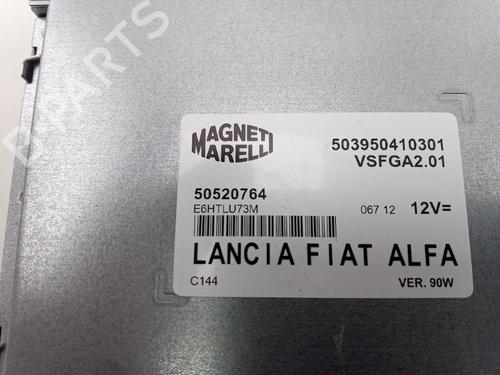 B-PARTS
MAGNETI
MARELLI
503950410301
VSFGA2.01
50520764
E6HTLU73M
067 12
12V=
LANCIA FIAT ALFA
C144
VER. 90W